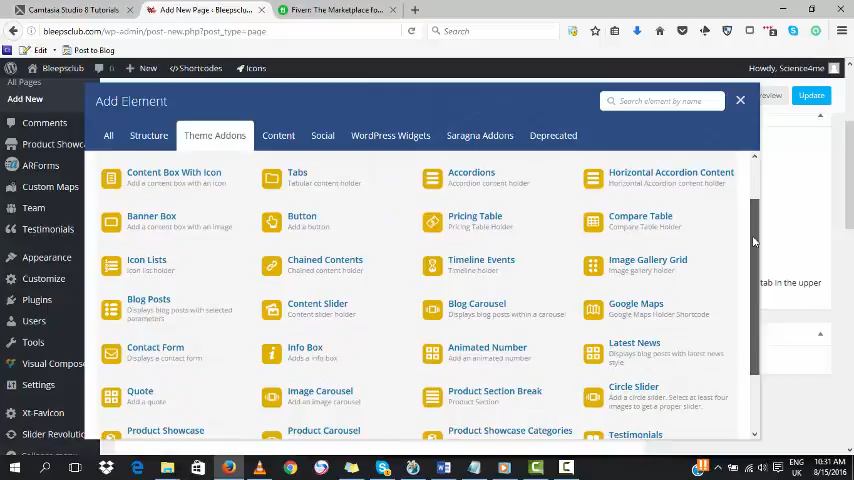 Camtasia Studio 8 Tutorials
Add New Page ‹ Bleepsclub...
Fiverr: The Marketplace fo...
bleepsclub.com/wp-admin/post-new.php?post_type=page
Search
Edit
Post to Blog
Bleepsclub
0
New
</>Shortcodes
Icons
Howdy, Science4me
All Pages
Add New
Comments
Product Showc
ARForms
Custom Maps
Team
Testimonials
Appearance
Customize
Plugins
Users
Tools
Visual Compose
Settings
Xt-Favicon
Slider Revolutio
review
Update
tab in the upper
Add Element
Search element by name
All
Structure
Theme Addons
Content
Social
WordPress Widgets
Saragna Addons
Deprecated
Content Box With Icon
Add a content box with an icon
Tabs
Tabular content holder
Accordions
Accordion content holder
Horizontal Accordion Content
Horizontal Accordion content holder
Banner Box
Add a content box with an image
Button
Add a button
Pricing Table
Pricing Table Holder
Compare Table
Compare Table Holder
Icon Lists
Icon list holder
Chained Contents
Chained content holder
Timeline Events
Timeline holder
Image Gallery Grid
Image gallery holder
Blog Posts
Displays blog posts with selected
parameters
Content Slider
Content slider holder
Blog Carousel
Displays blog posts within a carousel
Google Maps
Google Maps Holder Shortcode
Contact Form
Displays a contact form
Info Box
Adds a info box
Animated Number
Add an animated number
Latest News
Displays blog posts with latest news
style
Quote
Add a quote
Image Carousel
Add an image carousel
Product Section Break
Product Section
Circle Slider
Add a circle slider. Select at least four
images to get a proper slider.
Product Showcase
Product Carousel
Product Showcase Categories
Testimonials
ENG
UK
10:31 AM
8/15/2016